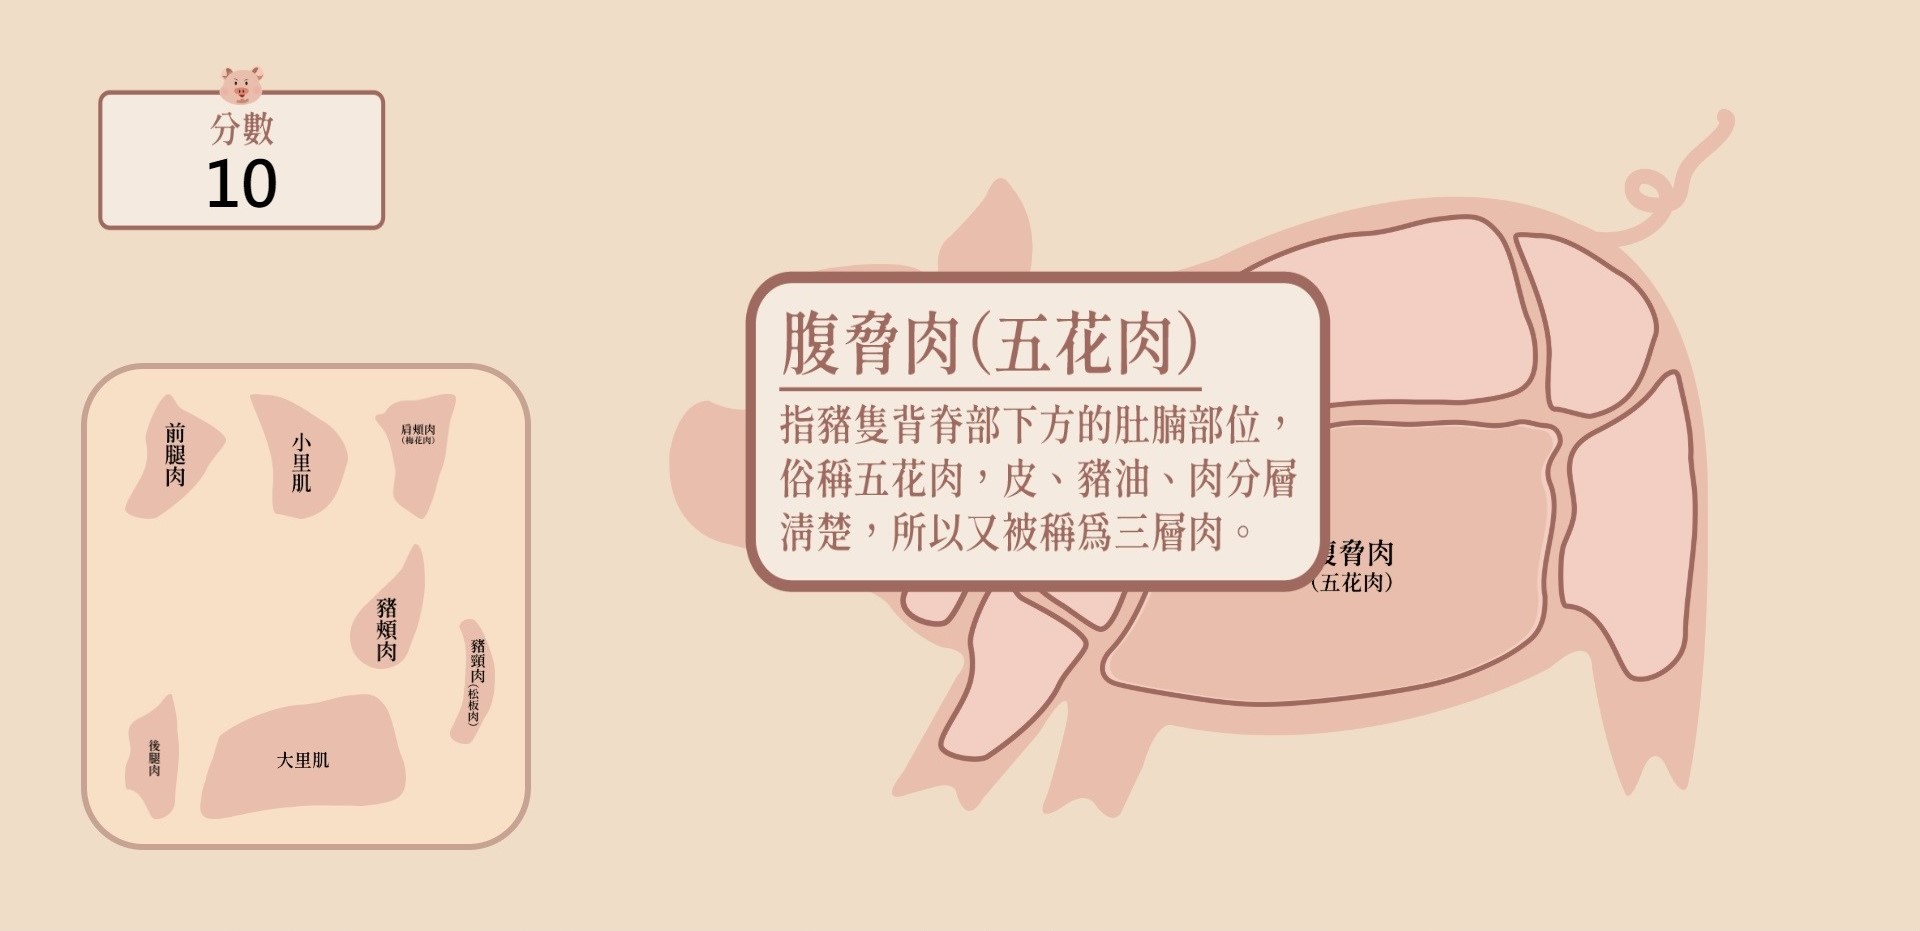 分數
10
前腿肉
小里肌
肩頰肉
(梅花肉)
豬頰肉
豬頸肉(松板肉)
後腿肉
大里肌
腹脅肉(五花肉)
指豬隻背脊部下方的肚腩部位，
俗稱五花肉，皮、豬油、肉分層
清楚，所以又被稱為三層肉。
腹脅肉
(五花肉)